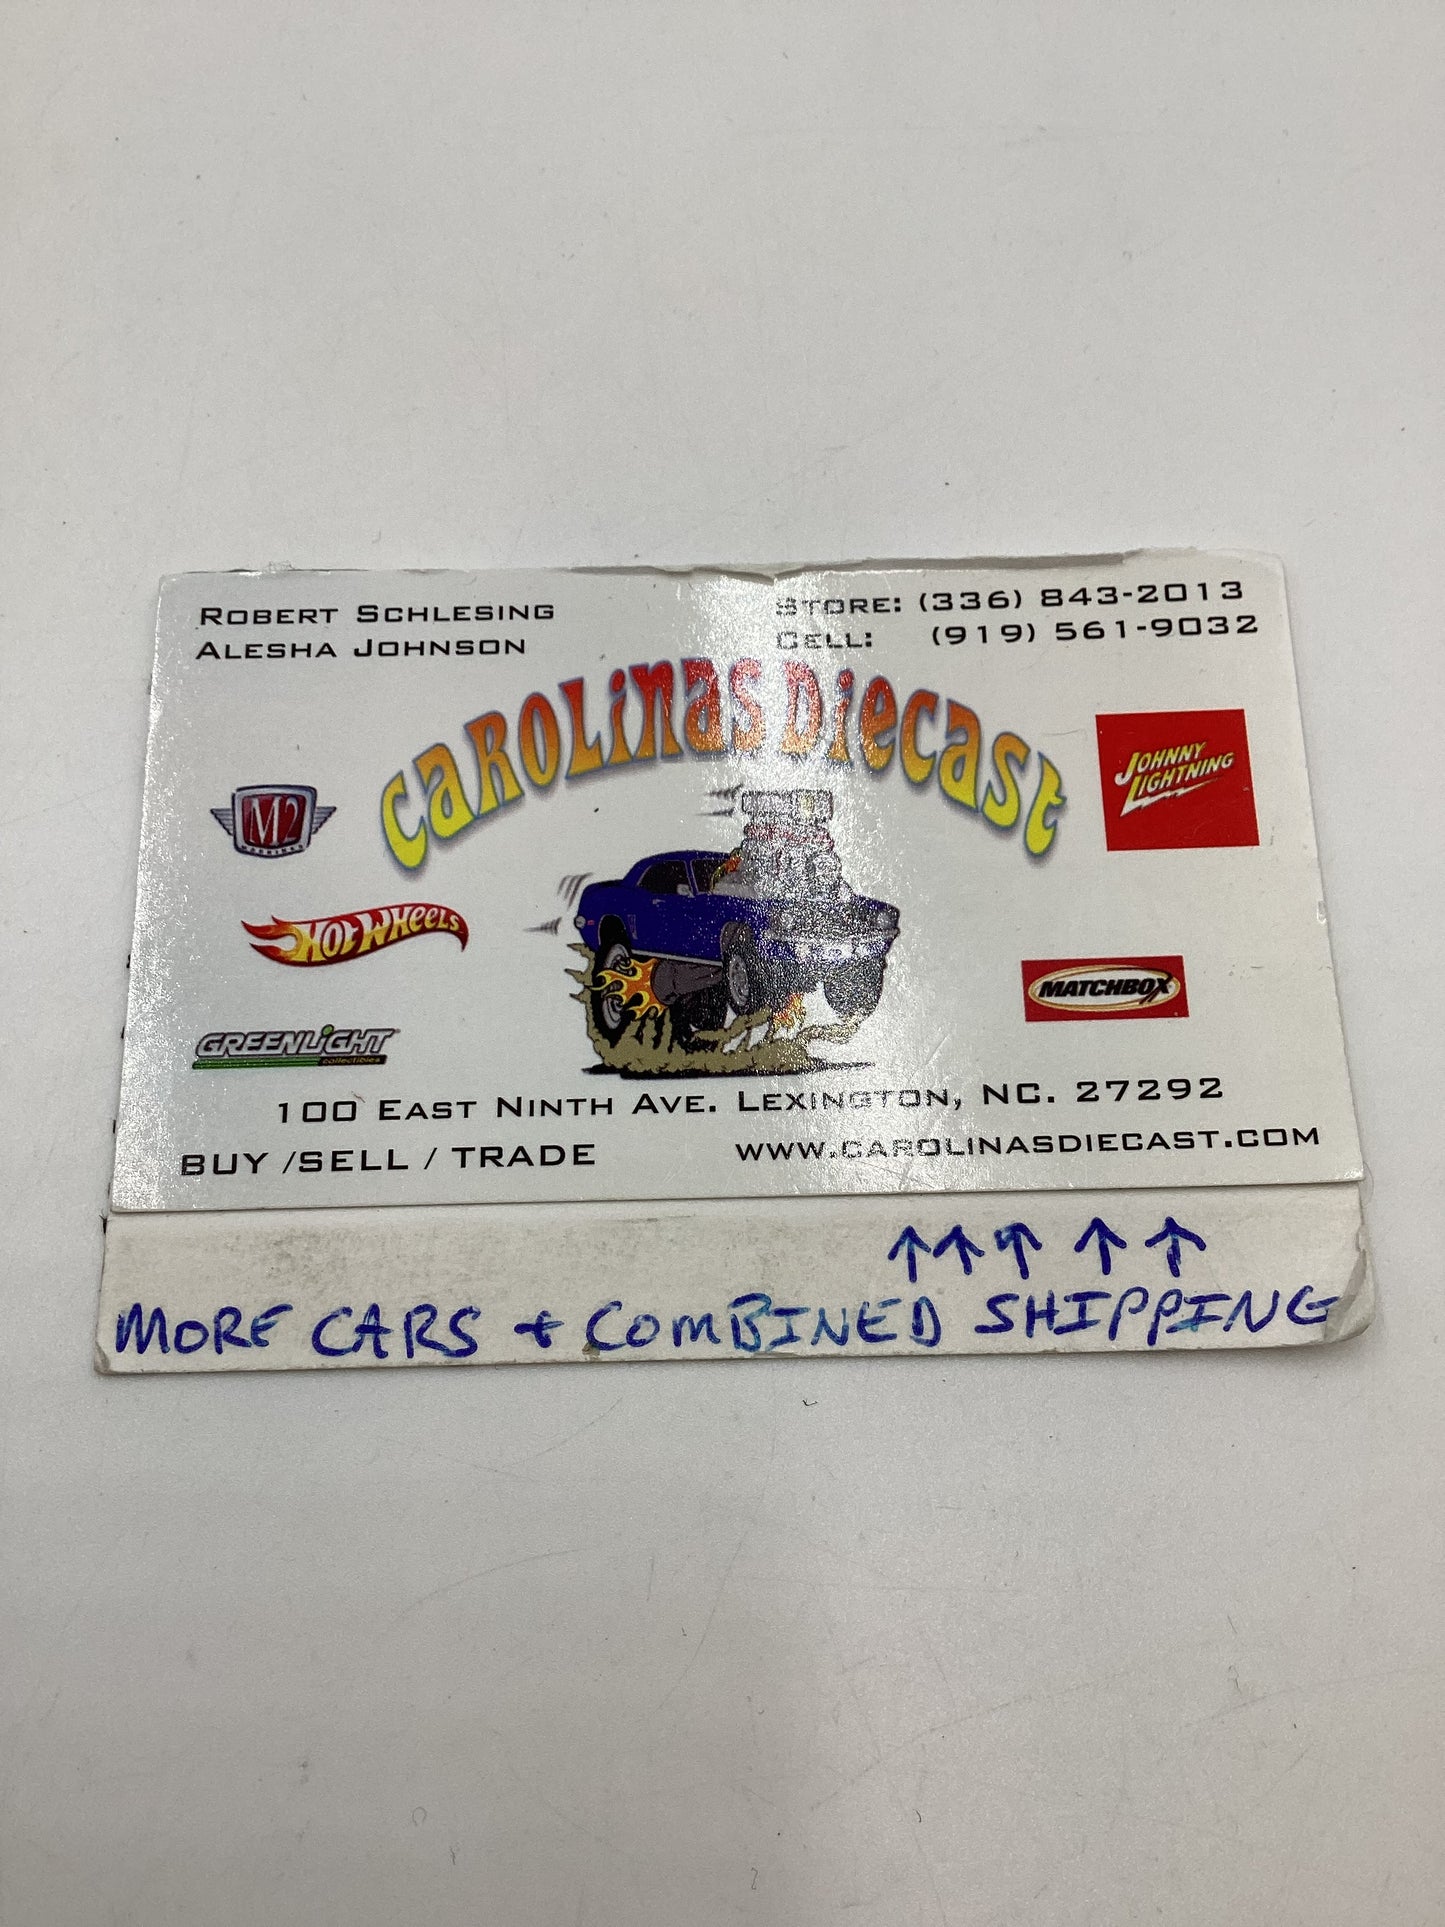 ROBERT SCHLESING
ALESHA JOHNSON
STORE: (336) 843-2013
CELL: (919) 561-9032
CAROLINAS DIECAST
JOHNNY
LIGHTNING
M2
MACHINES
HOT WHEELS
MATCHBOX
GREENLIGHT
collectibles
100 EAST NINTH AVE. LEXINGTON, NC. 27292
BUY /SELL / TRADE
WWW.CAROLINASDIECAST.COM
↑ ↑ ↑ ↑ ↑
MORE CARS + COMBINED SHIPPING